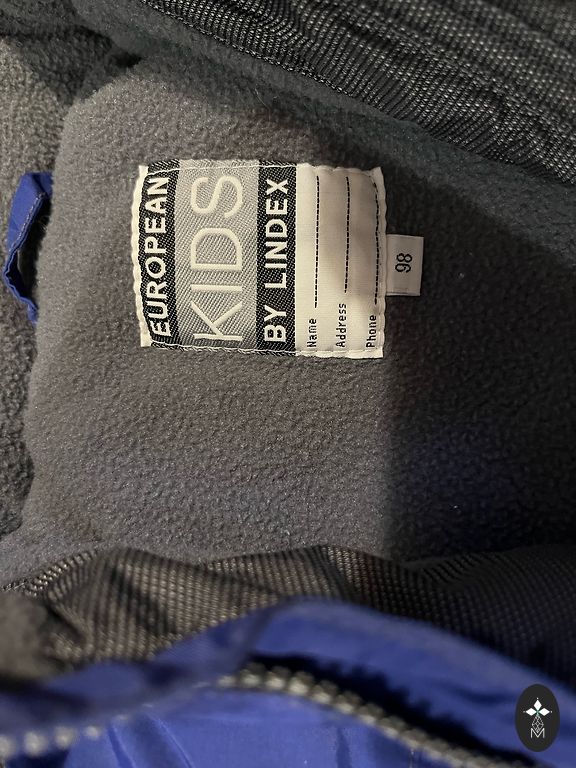 EUROPEAN
KIDS
BY LINDEX
Name
Address
Phone
98
M